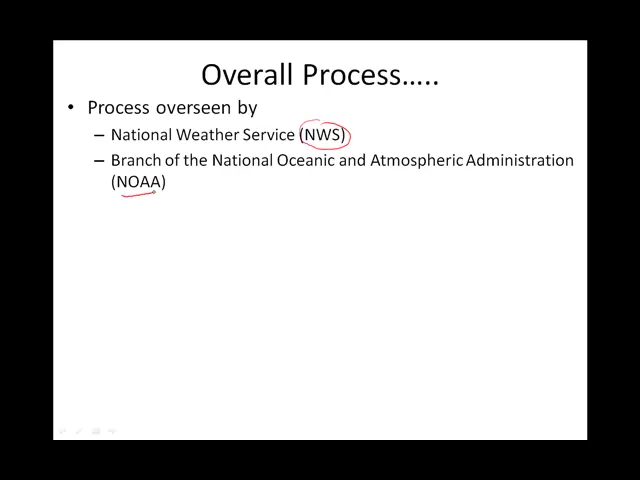 Overall Process.....
• Process overseen by
– National Weather Service (NWS)
– Branch of the National Oceanic and Atmospheric Administration
(NOAA)